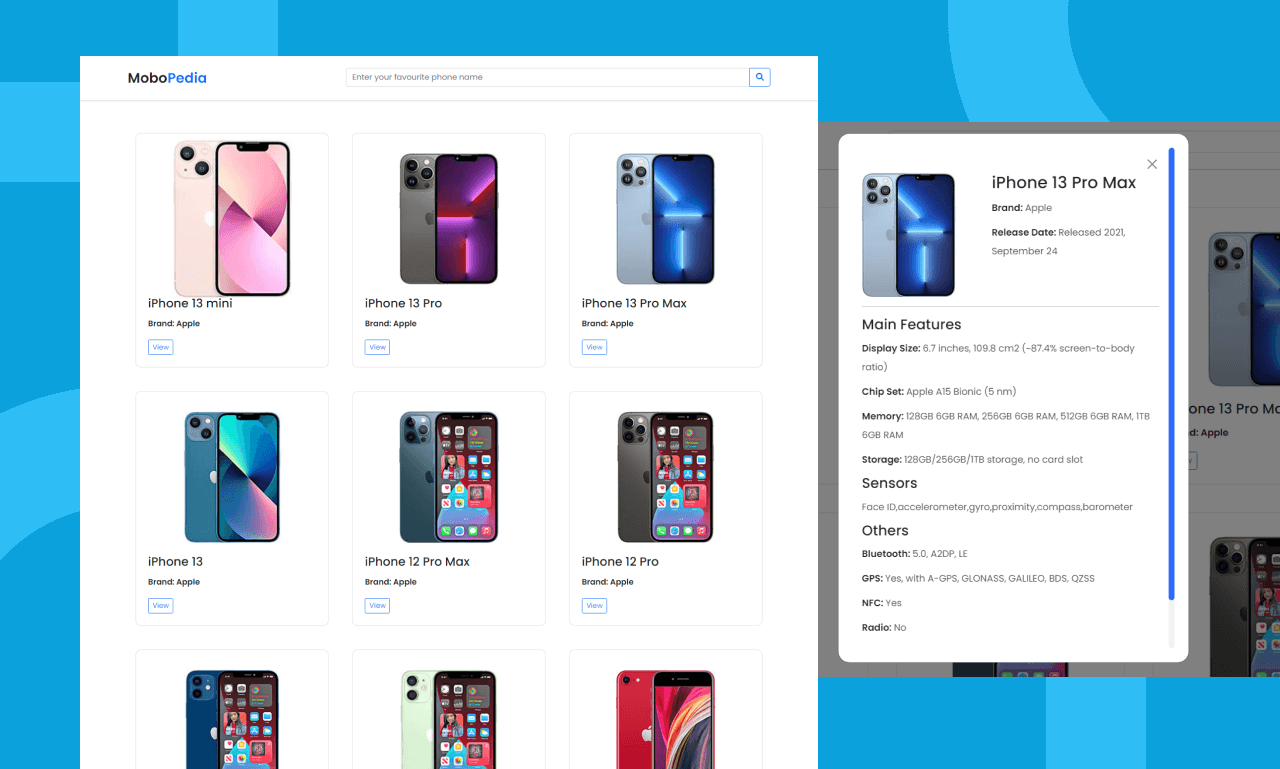 MoboPedia
Enter your favourite phone name
iPhone 13 mini
Brand: Apple
View
iPhone 13 Pro
Brand: Apple
View
iPhone 13 Pro Max
Brand: Apple
View
iPhone 13
Brand: Apple
View
iPhone 12 Pro Max
Brand: Apple
View
iPhone 12 Pro
Brand: Apple
View
iPhone 13 Pro Max
Brand: Apple
Release Date: Released 2021,
September 24
Main Features
Display Size: 6.7 inches, 109.8 cm2 (~87.4% screen-to-body
ratio)
Chip Set: Apple A15 Bionic (5 nm)
Memory: 128GB 6GB RAM, 256GB 6GB RAM, 512GB 6GB RAM, 1TB
6GB RAM
Storage: 128GB/256GB/1TB storage, no card slot
Sensors
Face ID,accelerometer,gyro,proximity,compass,barometer
Others
Bluetooth: 5.0, A2DP, LE
GPS: Yes, with A-GPS, GLONASS, GALILEO, BDS, QZSS
NFC: Yes
Radio: No
one 13 Pro Ma
d: Apple